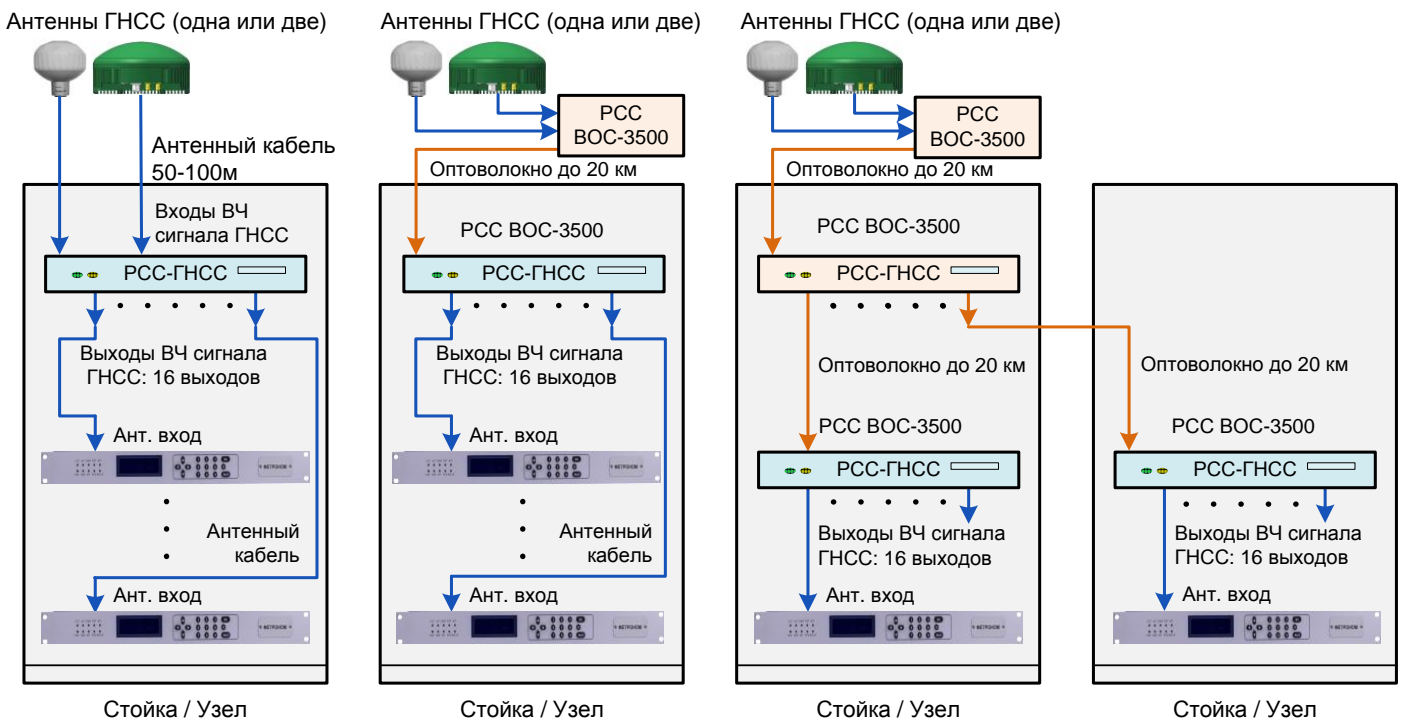 Антенны ГНСС (одна или две)
Антенный кабель
50-100м
Входы ВЧ
сигнала ГНСС
РСС-ГНСС
Выходы ВЧ сигнала
ГНСС: 16 выходов
Ант. вход
МЕТРОНОМ
Антенный
кабель
Ант. вход
МЕТРОНОМ
Стойка / Узел
Антенны ГНСС (одна или две)
РСС
ВОС-3500
Оптоволокно до 20 км
РСС ВОС-3500
РСС-ГНСС
Выходы ВЧ сигнала
ГНСС: 16 выходов
Ант. вход
МЕТРОНОМ
Антенный
кабель
Ант. вход
МЕТРОНОМ
Стойка / Узел
Антенны ГНСС (одна или две)
РСС
ВОС-3500
Оптоволокно до 20 км
РСС ВОС-3500
РСС-ГНСС
Оптоволокно до 20 км
РСС ВОС-3500
РСС-ГНСС
Выходы ВЧ сигнала
ГНСС: 16 выходов
Ант. вход
МЕТРОНОМ
Стойка / Узел
Оптоволокно до 20 км
РСС ВОС-3500
РСС-ГНСС
Выходы ВЧ сигнала
ГНСС: 16 выходов
Ант. вход
МЕТРОНОМ
Стойка / Узел